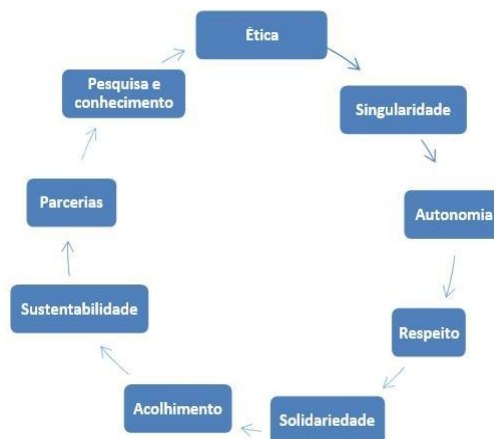 Ética
Singularidade
Autonomia
Respeito
Solidariedade
Acolhimento
Sustentabilidade
Parcerias
Pesquisa e
conhecimento